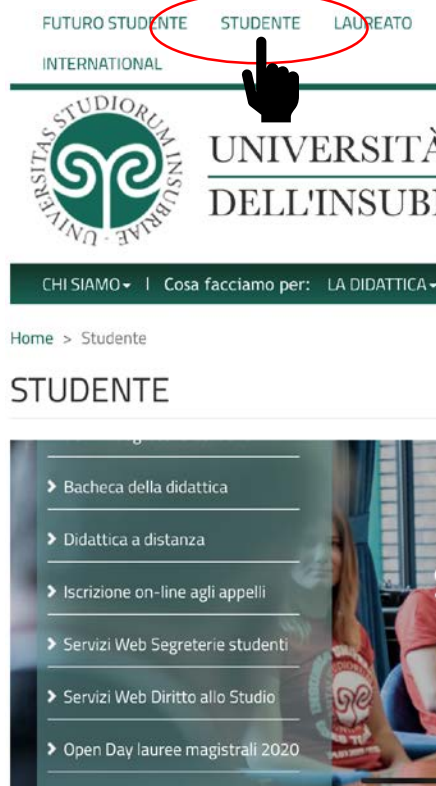 FUTURO STUDENTE STUDENTE LAUREATO
INTERNATIONAL
UNIVERSITAS STUDIORUM INSUBRIAE
UNIVERSITÀ
DELL'INSUB
CHI SIAMO | Cosa facciamo per: LA DIDATTICA
Home > Studente
STUDENTE
Bacheca della didattica
Didattica a distanza
Iscrizione on-line agli appelli
Servizi Web Segreterie studenti
Servizi Web Diritto allo Studio
Open Day lauree magistrali 2020